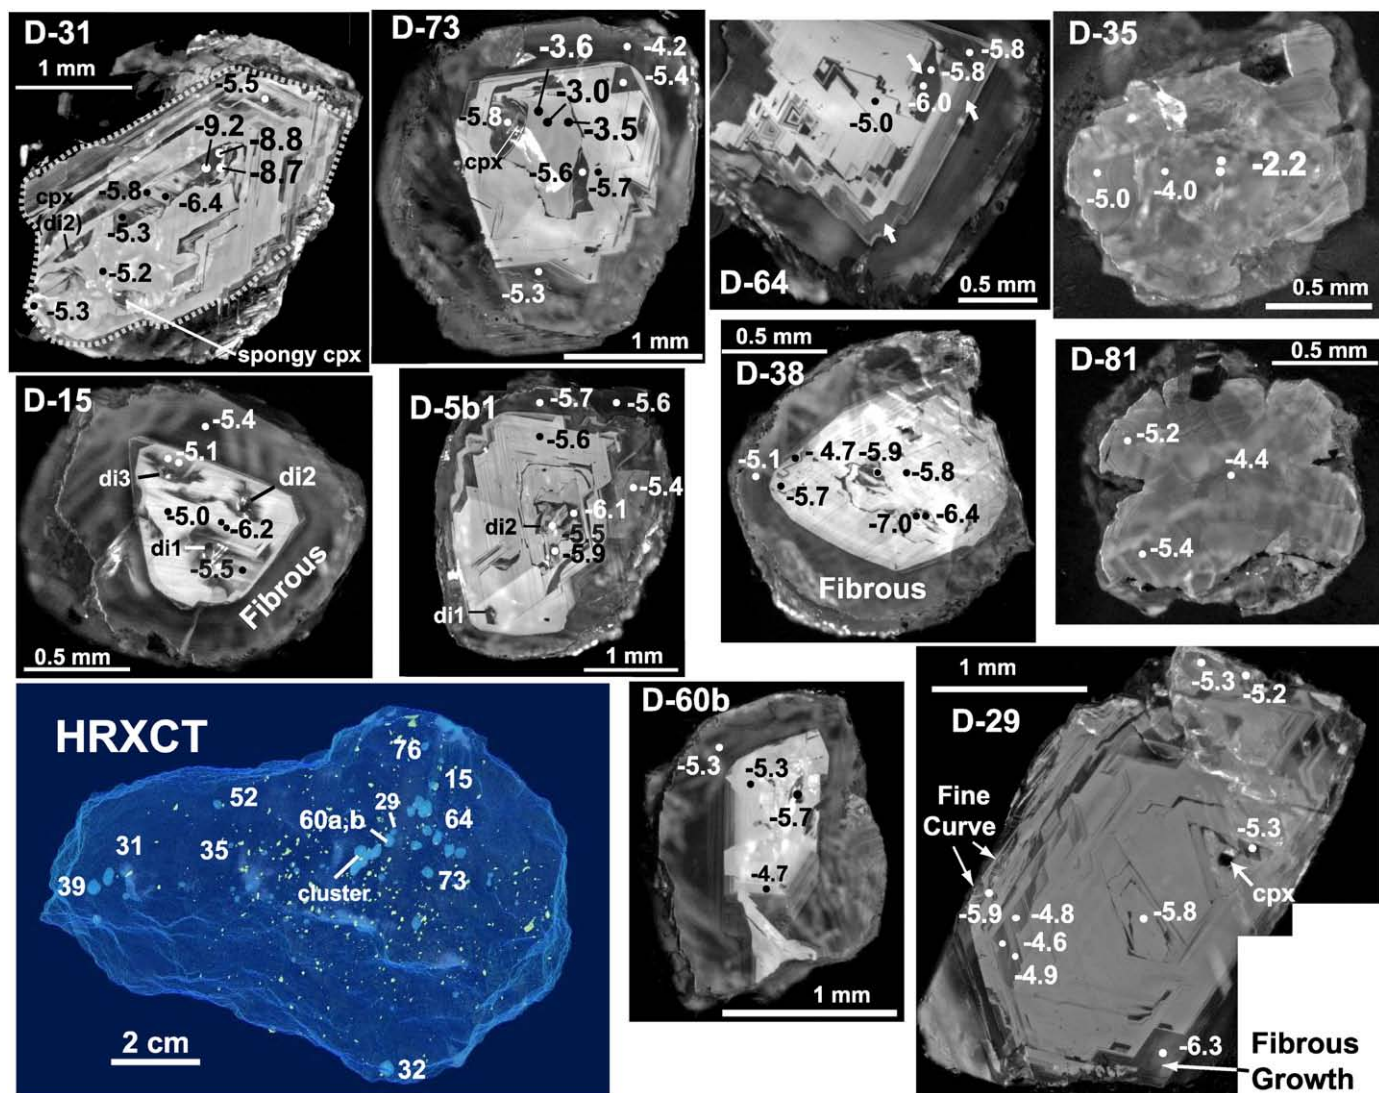 D-31
1 mm
-5.5
-9.2
-8.8
-8.7
-5.8
-6.4
cpx
(di2)
-5.3
-5.2
-5.3
spongy cpx
D-73
-3.6
-4.2
-5.4
-3.0
-5.8
-3.5
cpx
-5.6
-5.7
-5.3
1 mm
-5.8
-5.8
-6.0
-5.0
D-64
0.5 mm
D-35
-2.2
-5.0
-4.0
0.5 mm
D-15
-5.4
-5.1
di3
di2
-5.0
-6.2
di1
-5.5
Fibrous
0.5 mm
D-5b1
-5.7
-5.6
-5.6
-5.4
-6.1
di2
-5.5
-5.9
di1
1 mm
0.5 mm
D-38
-4.7
-5.9
-5.1
-5.8
-5.7
-7.0
-6.4
Fibrous
0.5 mm
D-81
-5.2
-4.4
-5.4
HRXCT
76
15
52
29
60a,b
64
31
35
39
cluster
73
2 cm
32
D-60b
-5.3
-5.3
-5.7
-4.7
1 mm
1 mm
-5.3
-5.2
D-29
Fine
Curve
-5.3
cpx
-5.9
-4.8
-5.8
-4.6
-4.9
-6.3
Fibrous
Growth